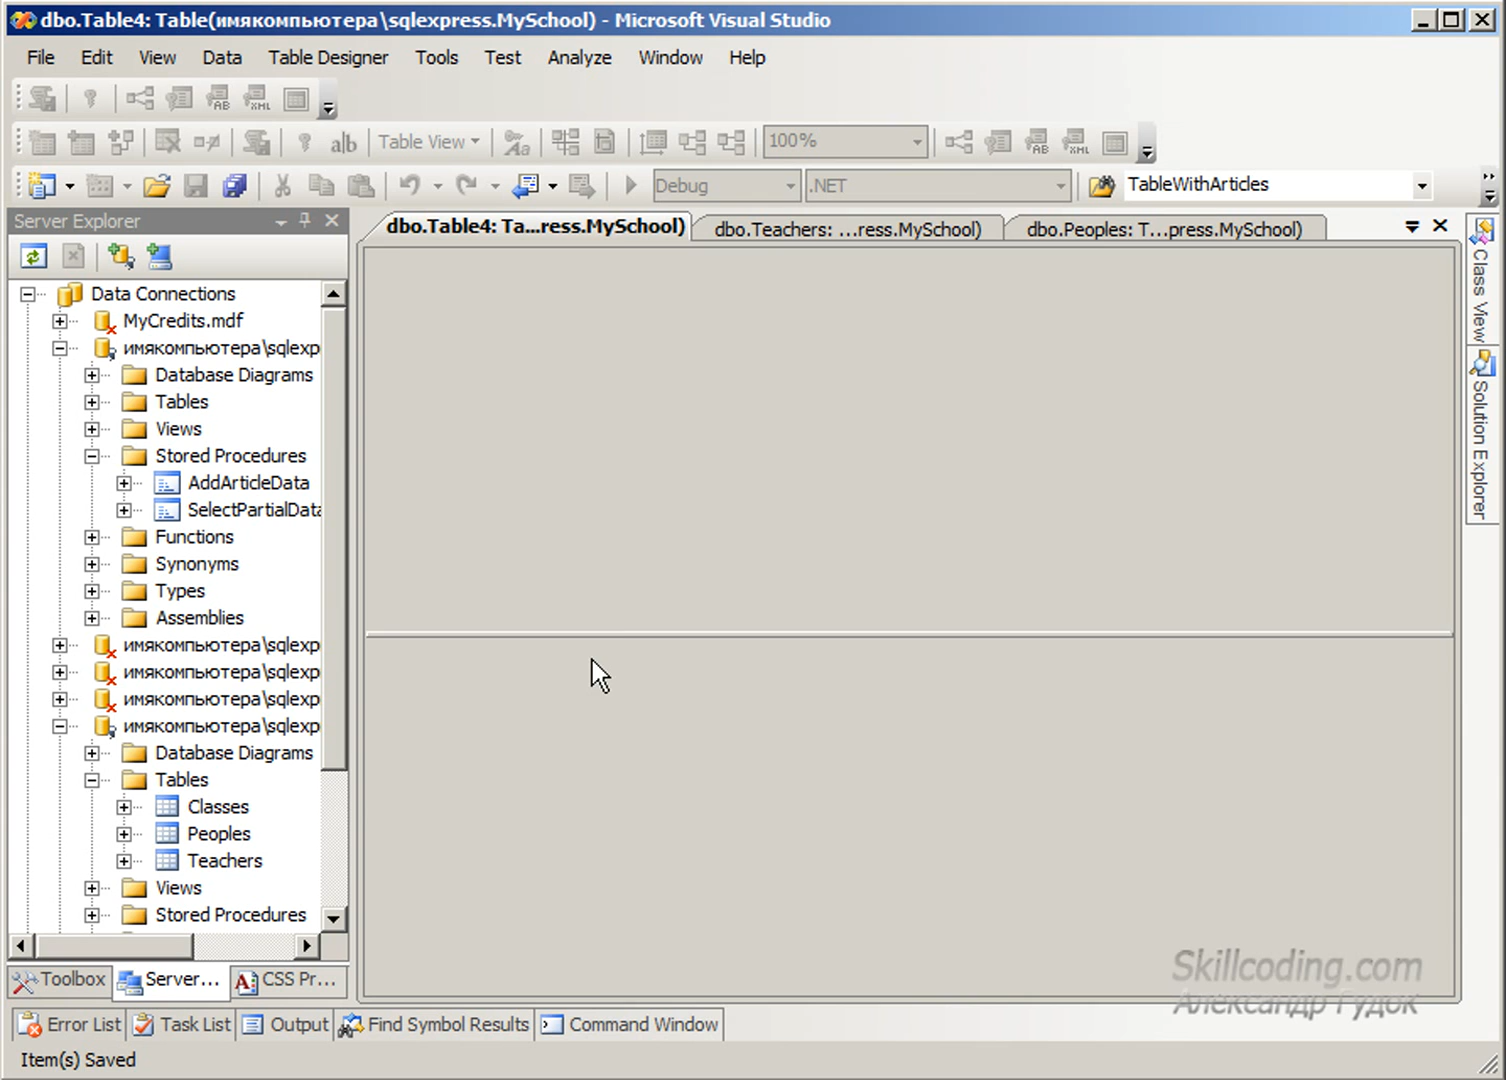 dbo.Table4: Table(имякомпьютера\sqlexpress.MySchool) - Microsoft Visual Studio
File Edit View Data Table Designer Tools Test Analyze Window Help
Table View 100%
Debug .NET TableWithArticles
Server Explorer
dbo.Table4: Ta...ress.MySchool) dbo.Teachers: ...ress.MySchool) dbo.Peoples: T...press.MySchool)
Data Connections
MyCredits.mdf
имякомпьютера\sqlexp
Database Diagrams
Tables
Views
Stored Procedures
AddArticleData
SelectPartialData
Functions
Synonyms
Types
Assemblies
имякомпьютера\sqlexp
имякомпьютера\sqlexp
имякомпьютера\sqlexp
имякомпьютера\sqlexp
Database Diagrams
Tables
Classes
Peoples
Teachers
Views
Stored Procedures
Class View
Solution Explorer
Toolbox Server... CSS Pr...
Skillcoding.com
Александр Гудок
Error List Task List Output Find Symbol Results Command Window
Item(s) Saved